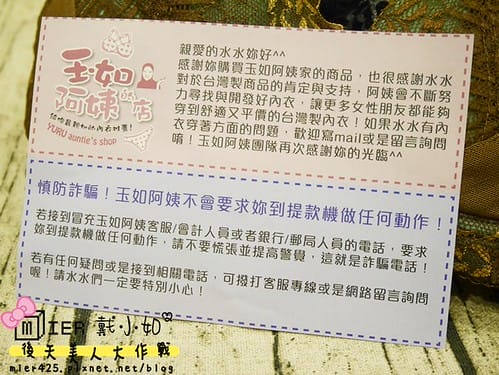 玉如
阿姨的店
YURU auntie's shop
親愛的水水妳好^^
感謝妳購買玉如阿姨家的商品，也很感謝水水
對於台灣製商品的肯定與支持，阿姨會不斷努
力尋找與開發好內衣，讓更多女性朋友都能夠
穿到舒適又平價的台灣製內衣！如果水水有內
衣穿著方面的問題，歡迎寫mail或是留言詢問
唷！玉如阿姨團隊再次感謝妳的光臨^^
慎防詐騙！玉如阿姨不會要求妳到提款機做任何動作！
若接到冒充玉如阿姨客服/會計人員或者銀行/郵局人員的電話，要求
妳到提款機做任何動作，請不要慌張並提高警覺，這就是詐騙電話！
若有任何疑問或是接到相關電話，可撥打客服專線或是網路留言詢問
喔！請水水們一定要特別小心！
MIER 戴小如
後天美人大作戰
mier425.pixnet.net/blog